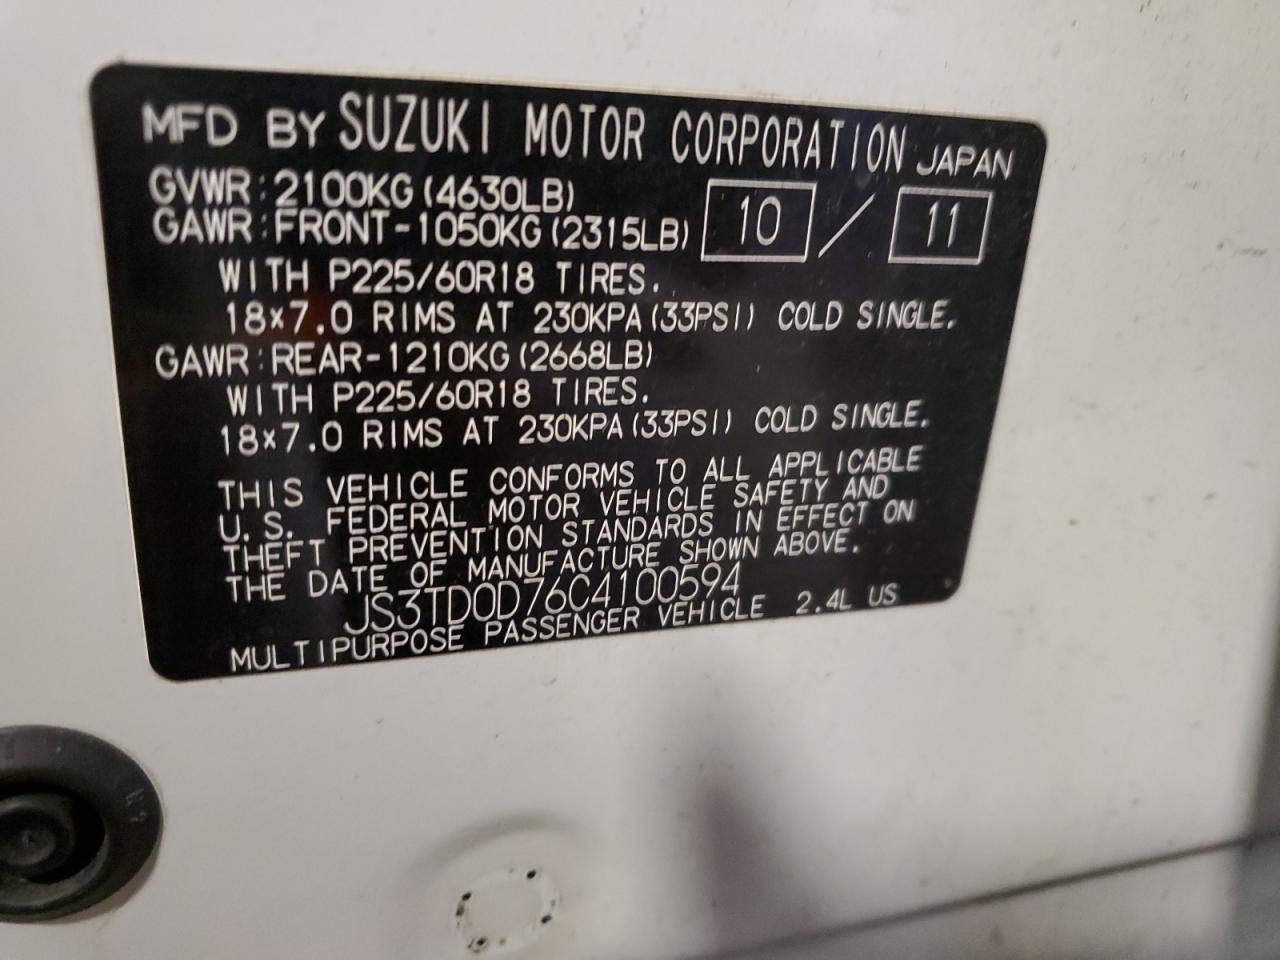 MFD BY SUZUKI MOTOR CORPORATION JAPAN
GVWR: 2100KG (4630LB)
GAWR: FRONT-1050KG (2315LB) 10 / 11
WITH P225/60R18 TIRES.
18×7.0 RIMS AT 230KPA (33PSI) COLD SINGLE.
GAWR: REAR-1210KG (2668LB)
WITH P225/60R18 TIRES.
18×7.0 RIMS AT 230KPA (33PSI) COLD SINGLE.
THIS VEHICLE CONFORMS TO ALL APPLICABLE
U.S. FEDERAL MOTOR VEHICLE SAFETY AND
THEFT PREVENTION STANDARDS IN EFFECT ON
THE DATE OF MANUFACTURE SHOWN ABOVE.
JS3TD0D76C4100594
MULTIPURPOSE PASSENGER VEHICLE 2.4L US